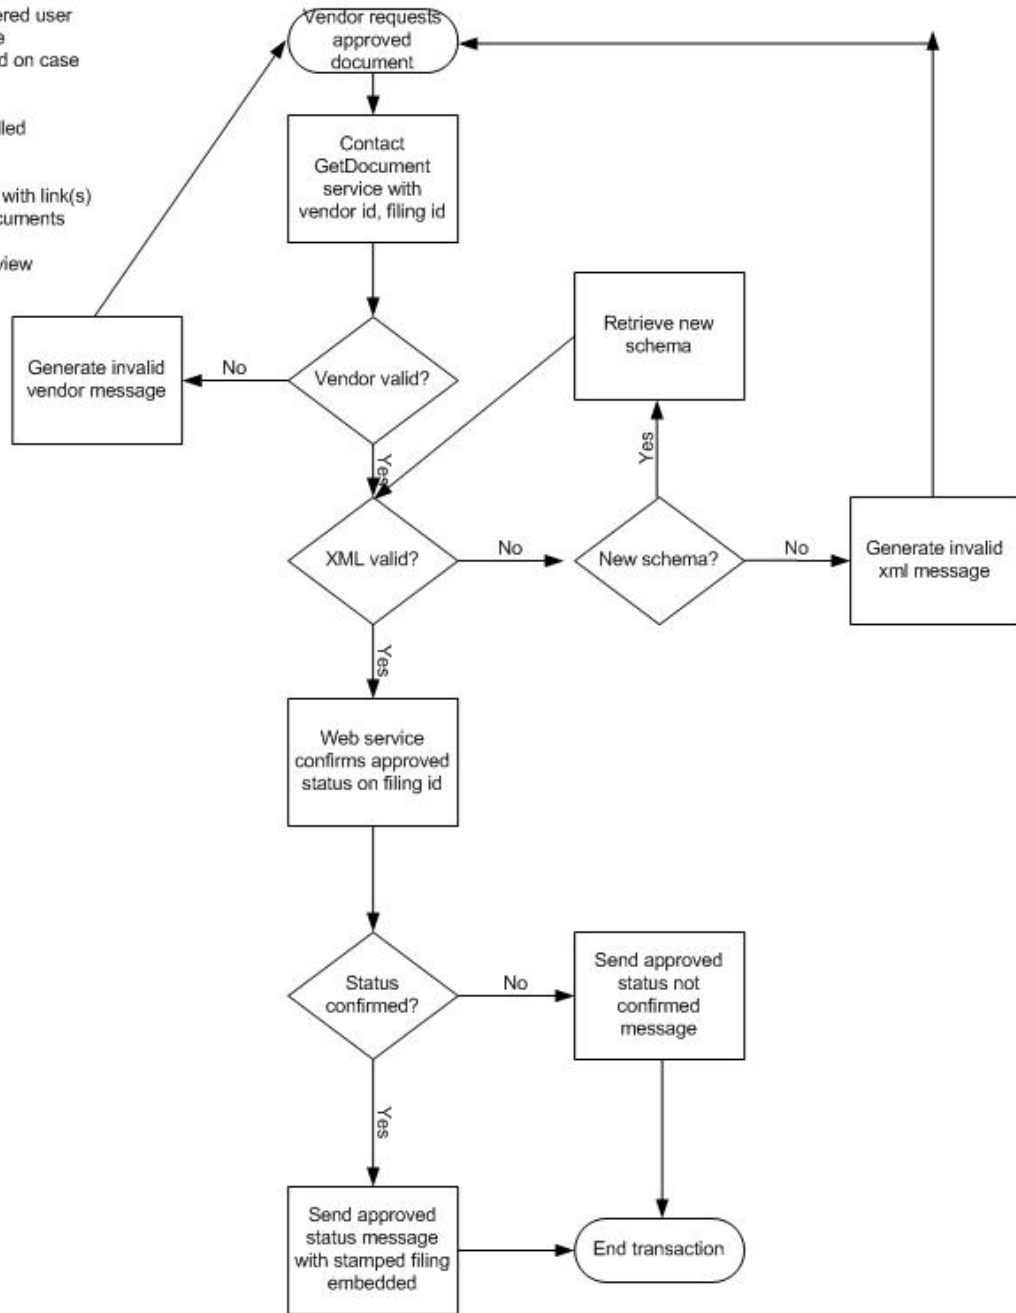 ered user
e
d on case
lled
with link(s)
cuments
view
Vendor requests
approved
document
Contact
GetDocument
service with
vendor id, filing id
Vendor valid?
No
Generate invalid
vendor message
Yes
Retrieve new
schema
Yes
XML valid?
No
New schema?
No
Generate invalid
xml message
Yes
Web service
confirms approved
status on filing id
Status
confirmed?
No
Send approved
status not
confirmed
message
Yes
Send approved
status message
with stamped filing
embedded
End transaction